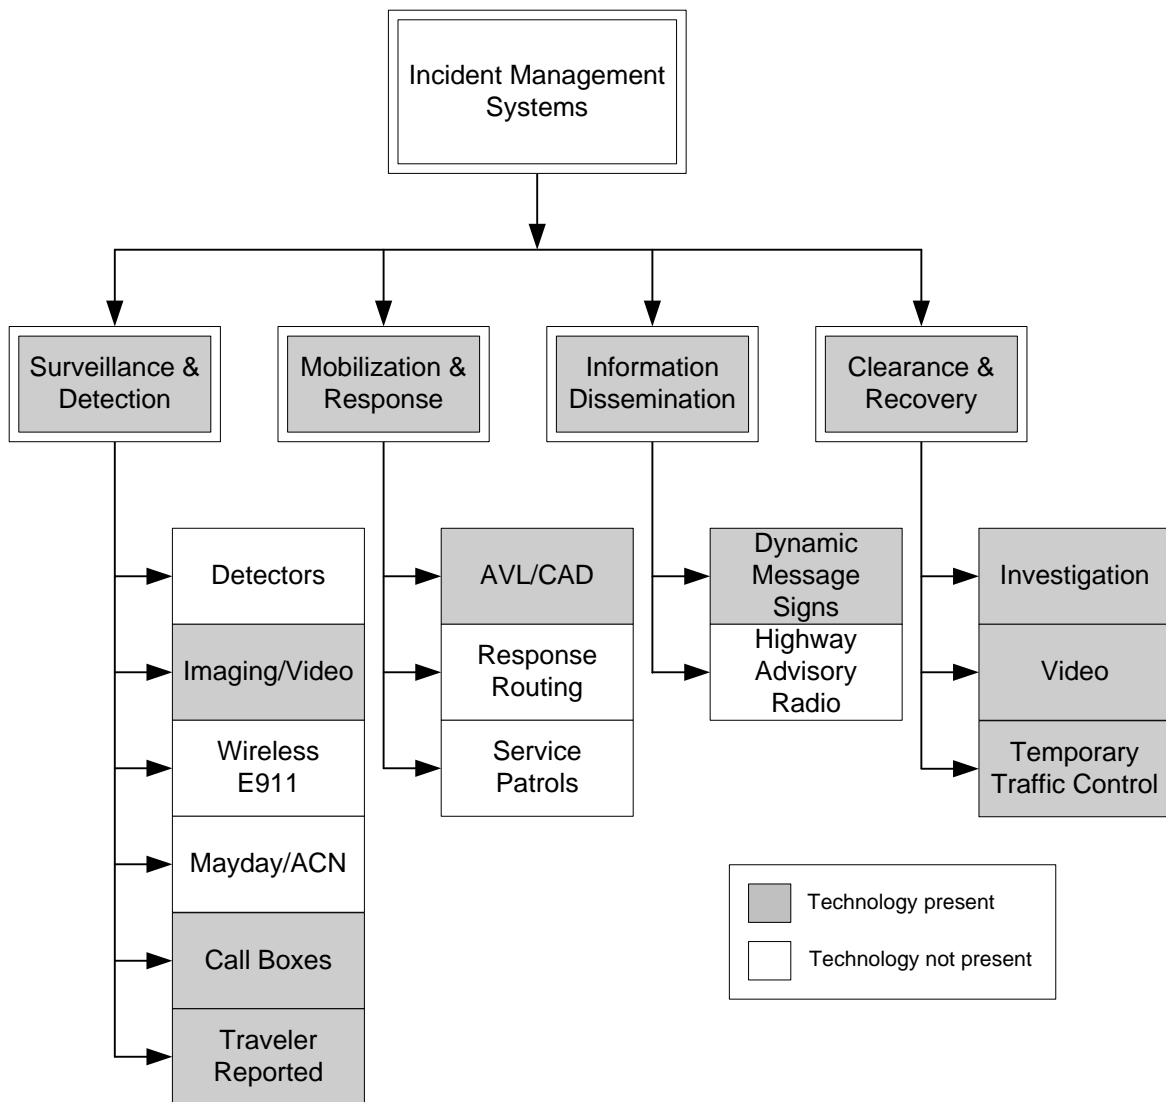 Incident Management
Systems
Surveillance &
Detection
Mobilization &
Response
Information
Dissemination
Clearance &
Recovery
Detectors
Imaging/Video
Wireless
E911
Mayday/ACN
Call Boxes
Traveler
Reported
AVL/CAD
Response
Routing
Service
Patrols
Dynamic
Message
Signs
Highway
Advisory
Radio
Investigation
Video
Temporary
Traffic Control
Technology present
Technology not present